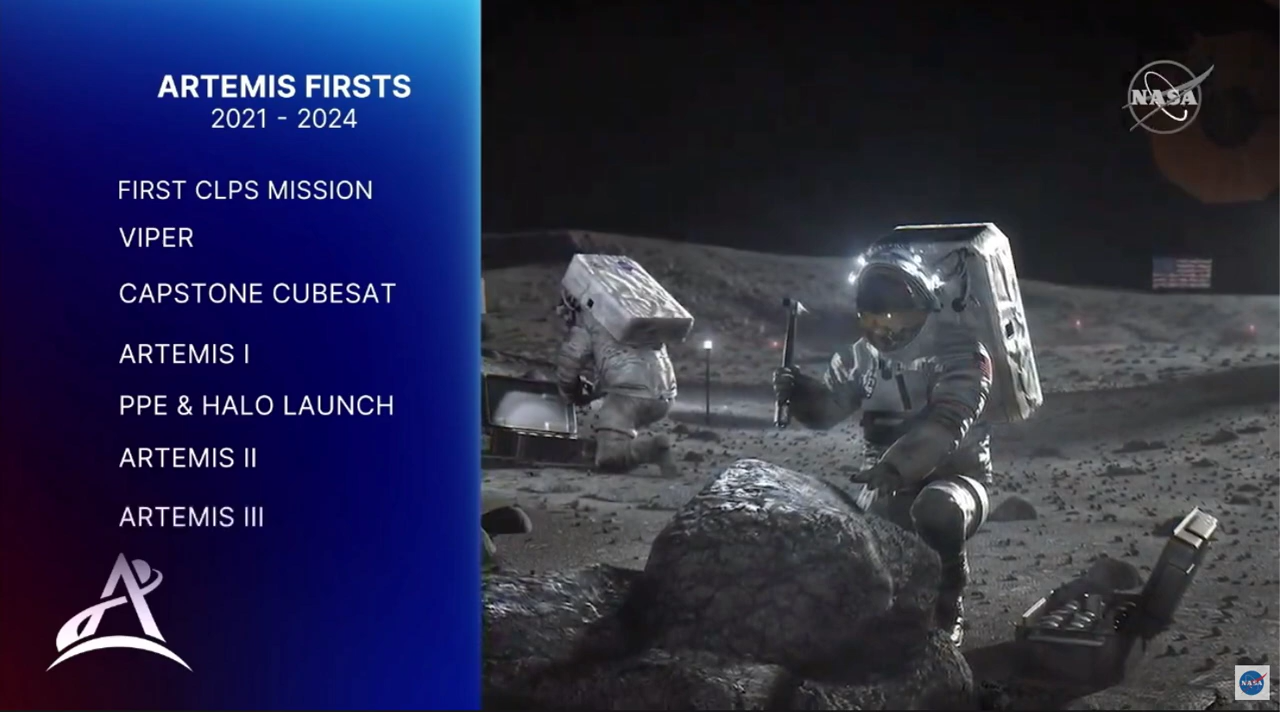 ARTEMIS FIRSTS
2021 - 2024
FIRST CLPS MISSION
VIPER
CAPSTONE CUBESAT
ARTEMIS I
PPE & HALO LAUNCH
ARTEMIS II
ARTEMIS III
NASA
NASA